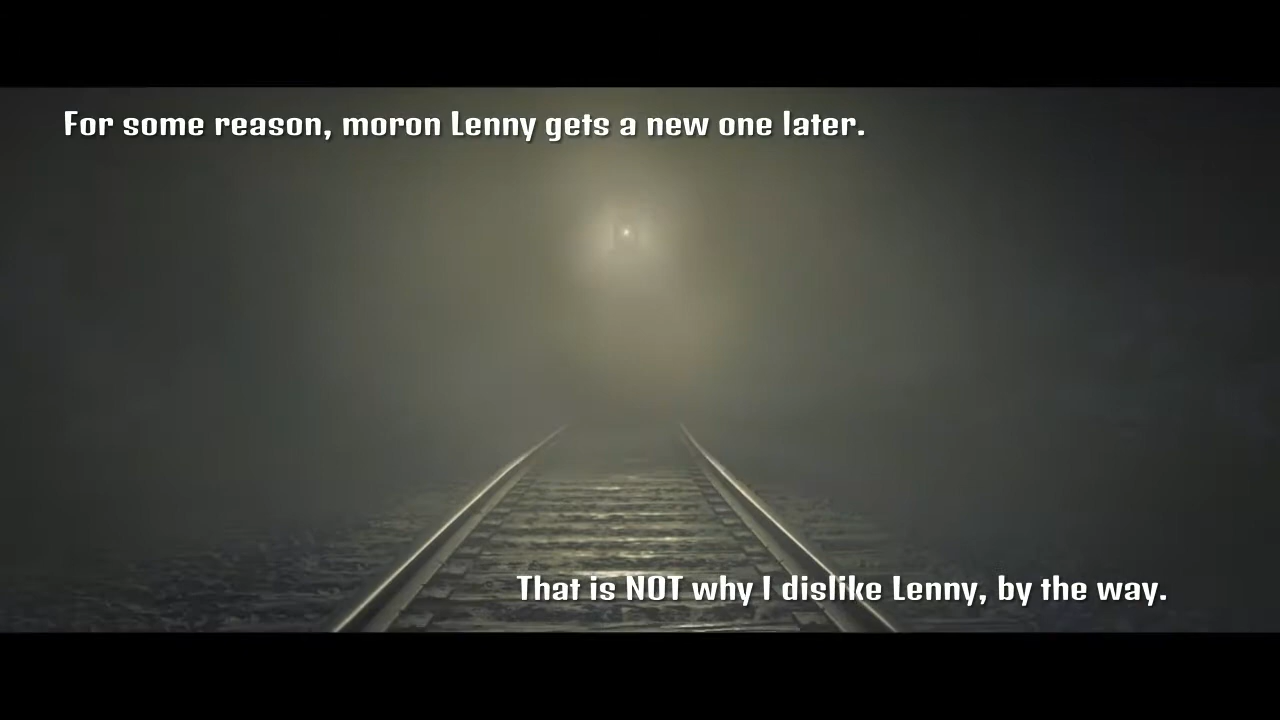 For some reason, moron Lenny gets a new one later.
That is NOT why I dislike Lenny, by the way.